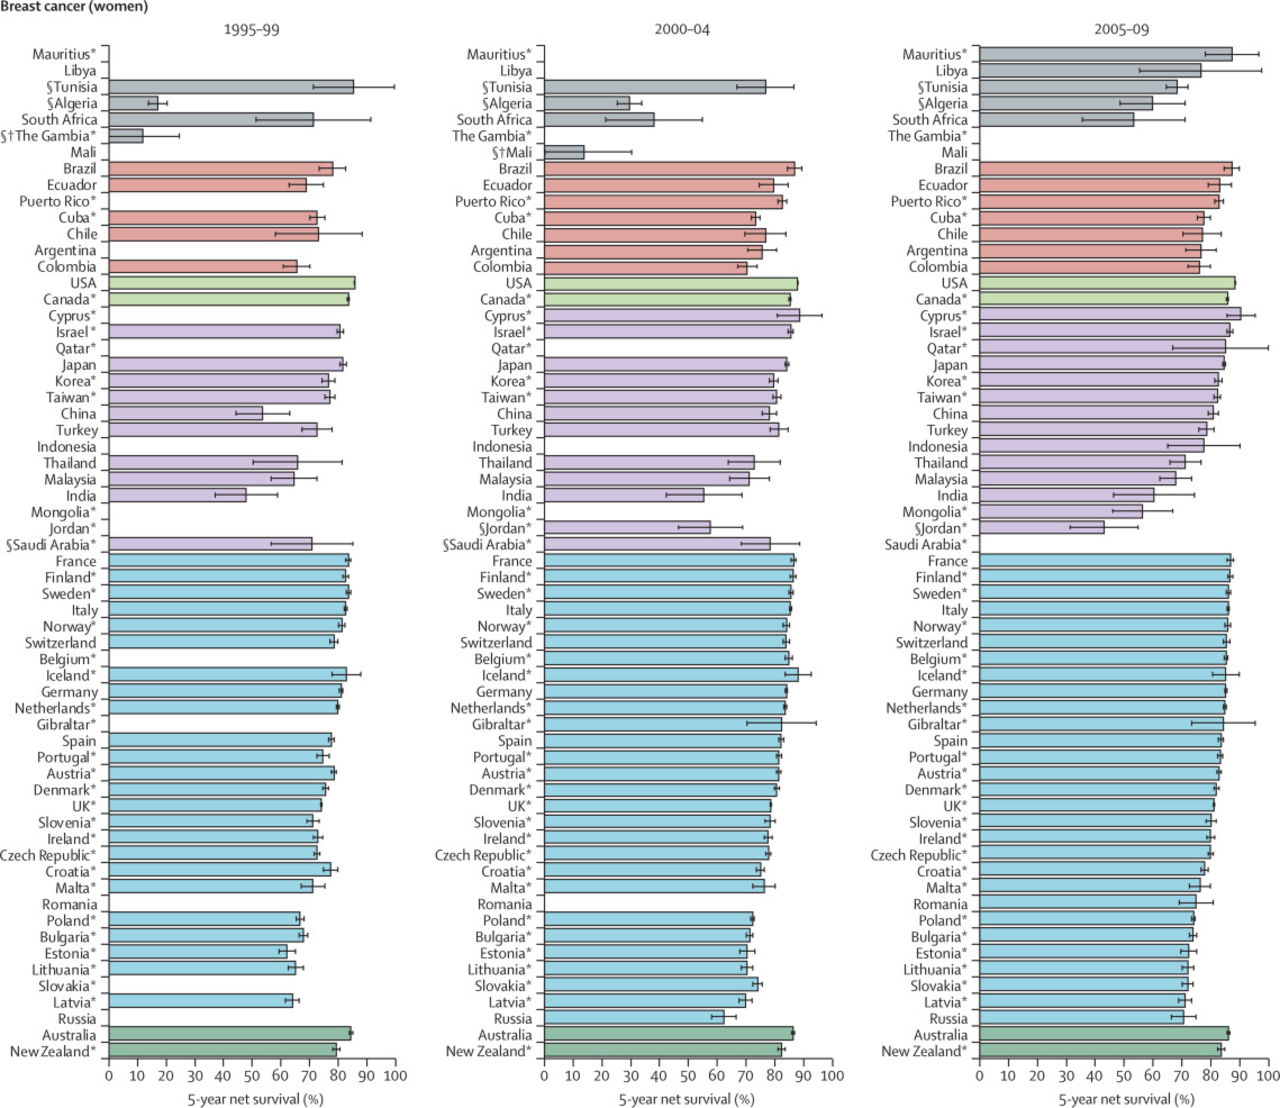 Breast cancer (women)
1995–99
Mauritius*
Libya
§Tunisia
§Algeria
South Africa
§†The Gambia*
Mali
Brazil
Ecuador
Puerto Rico*
Cuba*
Chile
Argentina
Colombia
USA
Canada*
Cyprus*
Israel*
Qatar*
Japan
Korea*
Taiwan*
China
Turkey
Indonesia
Thailand
Malaysia
India
Mongolia*
Jordan*
§Saudi Arabia*
France
Finland*
Sweden*
Italy
Norway*
Switzerland
Belgium*
Iceland*
Germany
Netherlands*
Gibraltar*
Spain
Portugal*
Austria*
Denmark*
UK*
Slovenia*
Ireland*
Czech Republic*
Croatia*
Malta*
Romania
Poland*
Bulgaria*
Estonia*
Lithuania*
Slovakia*
Latvia*
Russia
Australia
New Zealand*
0 10 20 30 40 50 60 70 80 90 100
5-year net survival (%)
2000–04
Mauritius*
Libya
§Tunisia
§Algeria
South Africa
The Gambia*
§†Mali
Brazil
Ecuador
Puerto Rico*
Cuba*
Chile
Argentina
Colombia
USA
Canada*
Cyprus*
Israel*
Qatar*
Japan
Korea*
Taiwan*
China
Turkey
Indonesia
Thailand
Malaysia
India
Mongolia*
§Jordan*
§Saudi Arabia*
France
Finland*
Sweden*
Italy
Norway*
Switzerland
Belgium*
Iceland*
Germany
Netherlands*
Gibraltar*
Spain
Portugal*
Austria*
Denmark*
UK*
Slovenia*
Ireland*
Czech Republic*
Croatia*
Malta*
Romania
Poland*
Bulgaria*
Estonia*
Lithuania*
Slovakia*
Latvia*
Russia
Australia
New Zealand*
0 10 20 30 40 50 60 70 80 90 100
5-year net survival (%)
2005–09
Mauritius*
Libya
§Tunisia
§Algeria
South Africa
The Gambia*
Mali
Brazil
Ecuador
Puerto Rico*
Cuba*
Chile
Argentina
Colombia
USA
Canada*
Cyprus*
Israel*
Qatar*
Japan
Korea*
Taiwan*
China
Turkey
Indonesia
Thailand
Malaysia
India
Mongolia*
§Jordan*
Saudi Arabia*
France
Finland*
Sweden*
Italy
Norway*
Switzerland
Belgium*
Iceland*
Germany
Netherlands*
Gibraltar*
Spain
Portugal*
Austria*
Denmark*
UK*
Slovenia*
Ireland*
Czech Republic*
Croatia*
Malta*
Romania
Poland*
Bulgaria*
Estonia*
Lithuania*
Slovakia*
Latvia*
Russia
Australia
New Zealand*
0 10 20 30 40 50 60 70 80 90 100
5-year net survival (%)